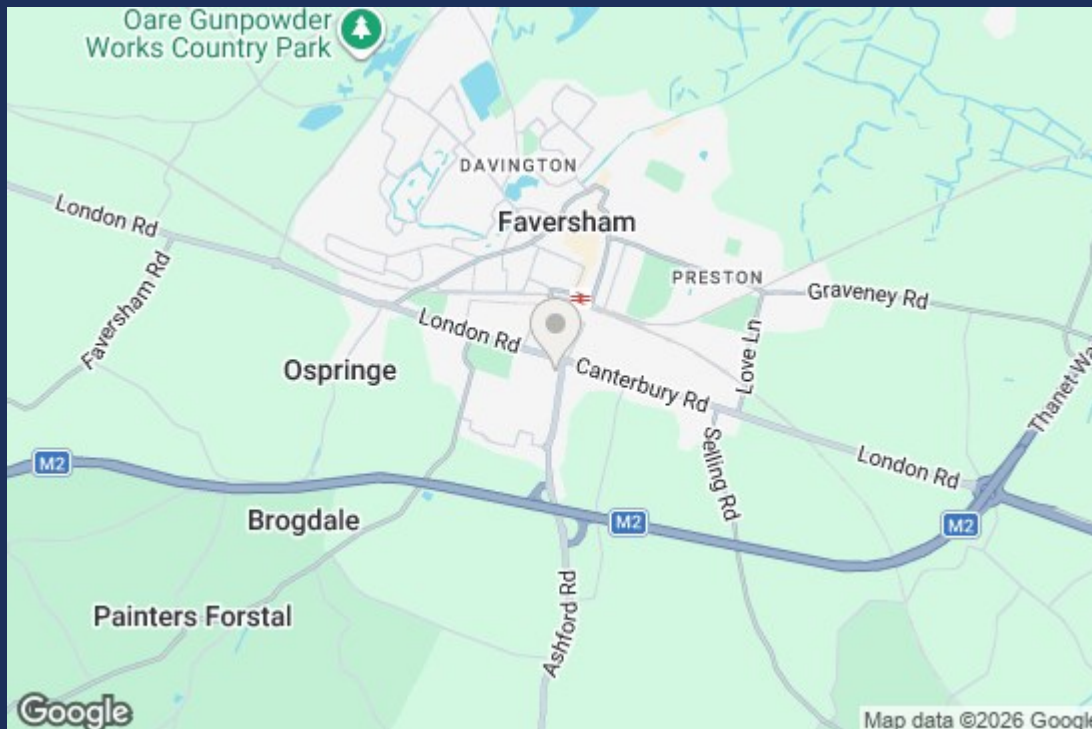 Oare Gunpowder
Works Country Park
DAVINGTON
London Rd
Faversham
Faversham Rd
PRESTON
Graveney Rd
London Rd
Ospringe
Canterbury Rd
Love Ln
Thanet Wa
Selling Rd
London Rd
M2
Brogdale
M2
M2
Painters Forstal
Ashford Rd
Google
Map data ©2026 Google